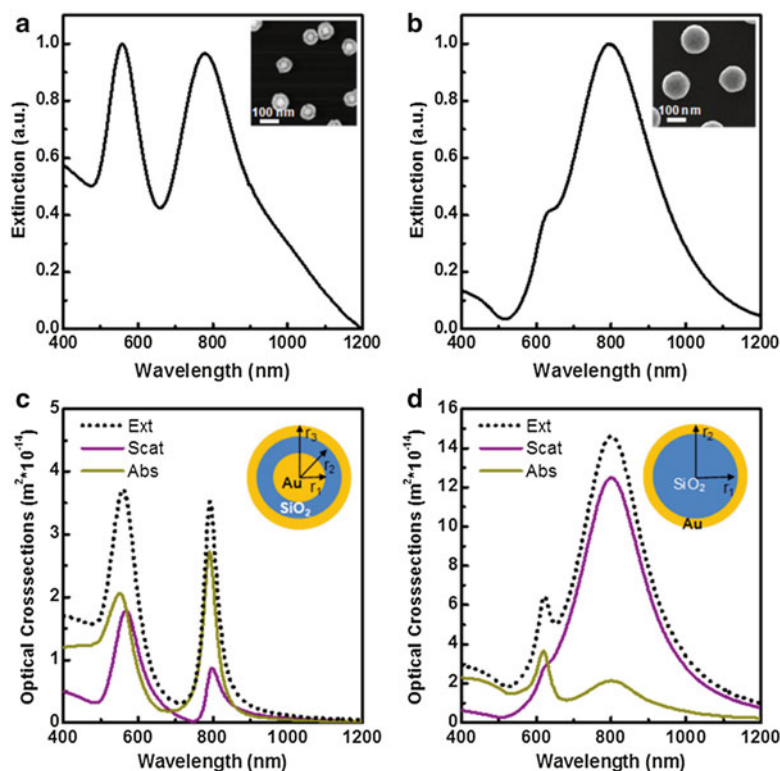 a
b
1.0
0.8
0.6
0.4
0.2
0.0
Extinction (a.u.)
100 nm
400 600 800 1000 1200
Wavelength (nm)
1.0
0.8
0.6
0.4
0.2
0.0
Extinction (a.u.)
100 nm
400 600 800 1000 1200
Wavelength (nm)
c
5
4
3
2
1
0
Optical Crosssections (m²*10⁻¹⁴)
Ext
Scat
Abs
r₃
r₂
Au
r₁
SiO₂
400 600 800 1000 1200
Wavelength (nm)
d
16
14
12
10
8
6
4
2
0
Optical Crosssections (m²*10⁻¹⁴)
Ext
Scat
Abs
r₂
SiO₂
r₁
Au
400 600 800 1000 1200
Wavelength (nm)